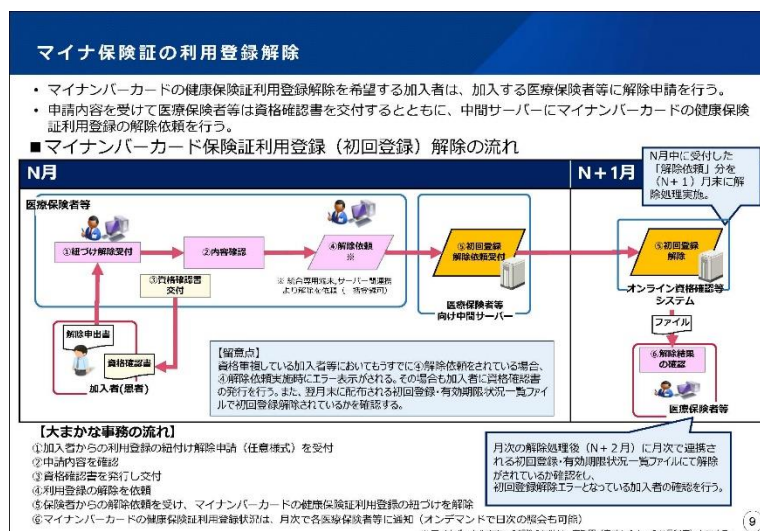 マイナ保険証の利用登録解除
• マイナンバーカードの健康保険証利用登録解除を希望する加入者は、加入する医療保険者等に解除申請を行う。
• 申請内容を受けて医療保険者等は資格確認書を交付するとともに、中間サーバーにマイナンバーカードの健康保険
証利用登録の解除依頼を行う。
■マイナンバーカード保険証利用登録（初回登録）解除の流れ
N月
N＋1月
N月中に受付した
「解除依頼」分を
（N＋1）月末に解
除処理実施。
医療保険者等
①紐づけ解除受付
②内容確認
④解除依頼
※
⑤初回登録
解除依頼受付
⑤初回登録
解除
③資格確認書
交付
※ 統合専用端末、サーバー間連携
より解除を依頼（一括登録可）
医療保険者等
向け中間サーバー
オンライン資格確認等
システム
ファイル
解除申出書
資格確認書
加入者(患者)
⑥解除結果
の確認
医療保険者等
【留意点】
資格重複している加入者等においてもうすでに④解除依頼をされている場合、
④解除依頼実施時にエラー表示がされる。その場合も加入者に資格確認書
の発行を行う。また、翌月末に配布される初回登録・有効期限状況一覧ファイ
ルで初回登録解除されているかを確認する。
【大まかな事務の流れ】
①加入者からの利用登録の紐付け解除申請（任意様式）を受付
②申請内容を確認
③資格確認書を発行し交付
④利用登録の解除を依頼
⑤保険者からの解除依頼を受け、マイナンバーカードの健康保険証利用登録の紐づけを解除
⑥マイナンバーカードの健康保険証利用登録状況は、月次で各医療保険者等に通知（オンデマンドで日次の照会も可能）
月次の解除処理後（N＋2月）に月次で連携さ
れる初回登録・有効期限状況一覧ファイルにて解除
がされているか確認をし、
初回登録解除エラーとなっている加入者の確認を行う。
9